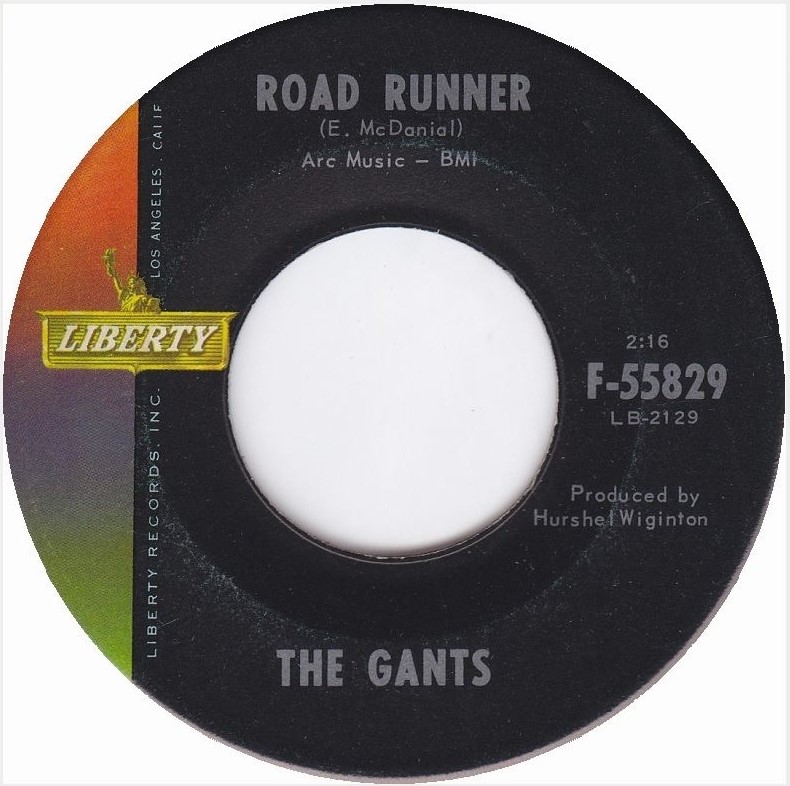 ROAD RUNNER
(E. McDanial)
Arc Music – BMI
LIBERTY RECORDS, INC. LOS ANGELES, CALIF
LIBERTY
2:16
F-55829
LB-2129
Produced by
Hurshel Wiginton
THE GANTS